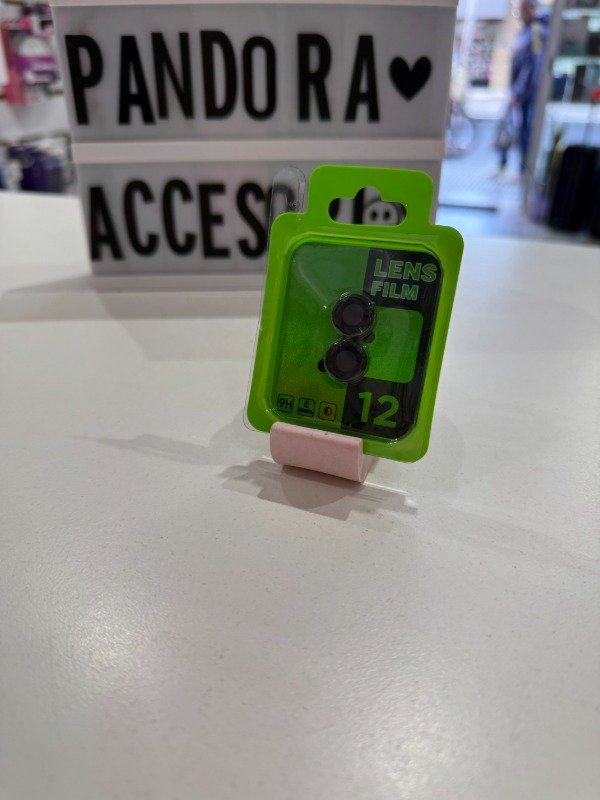 PANDORA♥
ACCES
LENS
FILM
9H
12